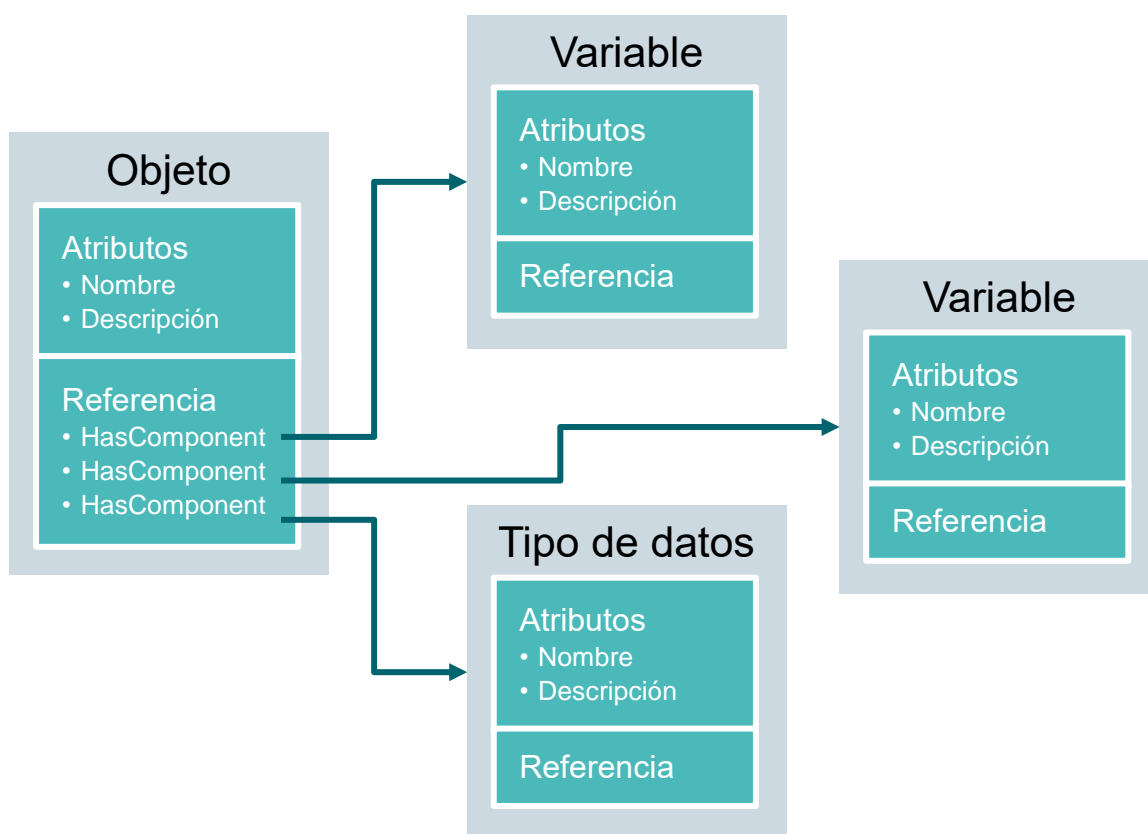 Objeto
Atributos
• Nombre
• Descripción
Referencia
• HasComponent
• HasComponent
• HasComponent
Variable
Atributos
• Nombre
• Descripción
Referencia
Variable
Atributos
• Nombre
• Descripción
Referencia
Tipo de datos
Atributos
• Nombre
• Descripción
Referencia